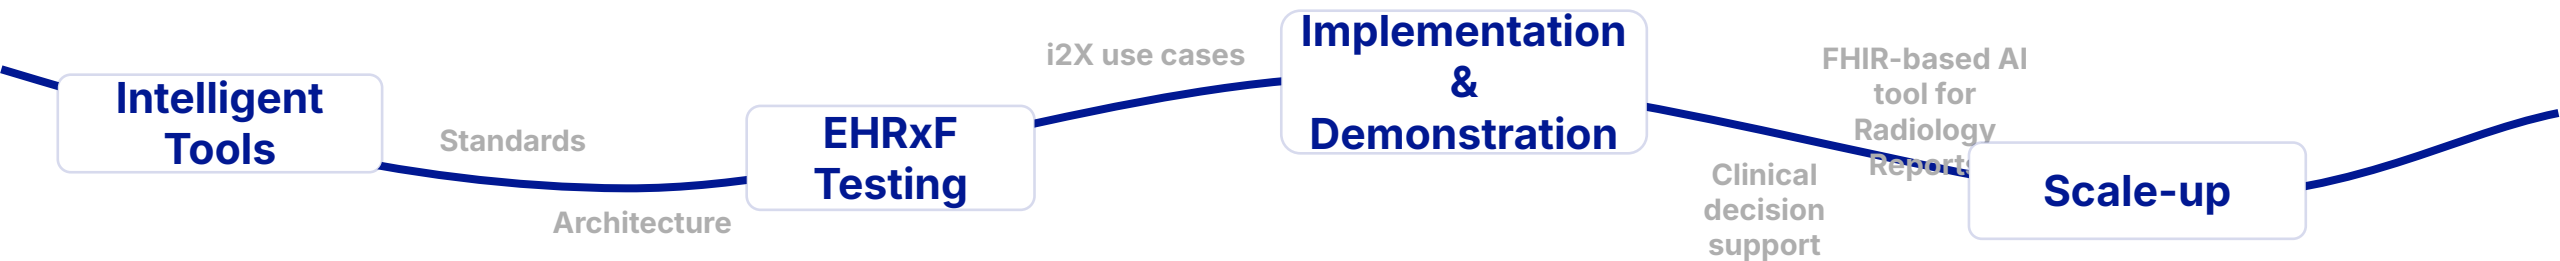 Intelligent
Tools
Standards
Architecture
EHRxF
Testing
i2X use cases
Implementation
&
Demonstration
Clinical
decision
support
FHIR-based AI
tool for
Radiology
Reports
Scale-up